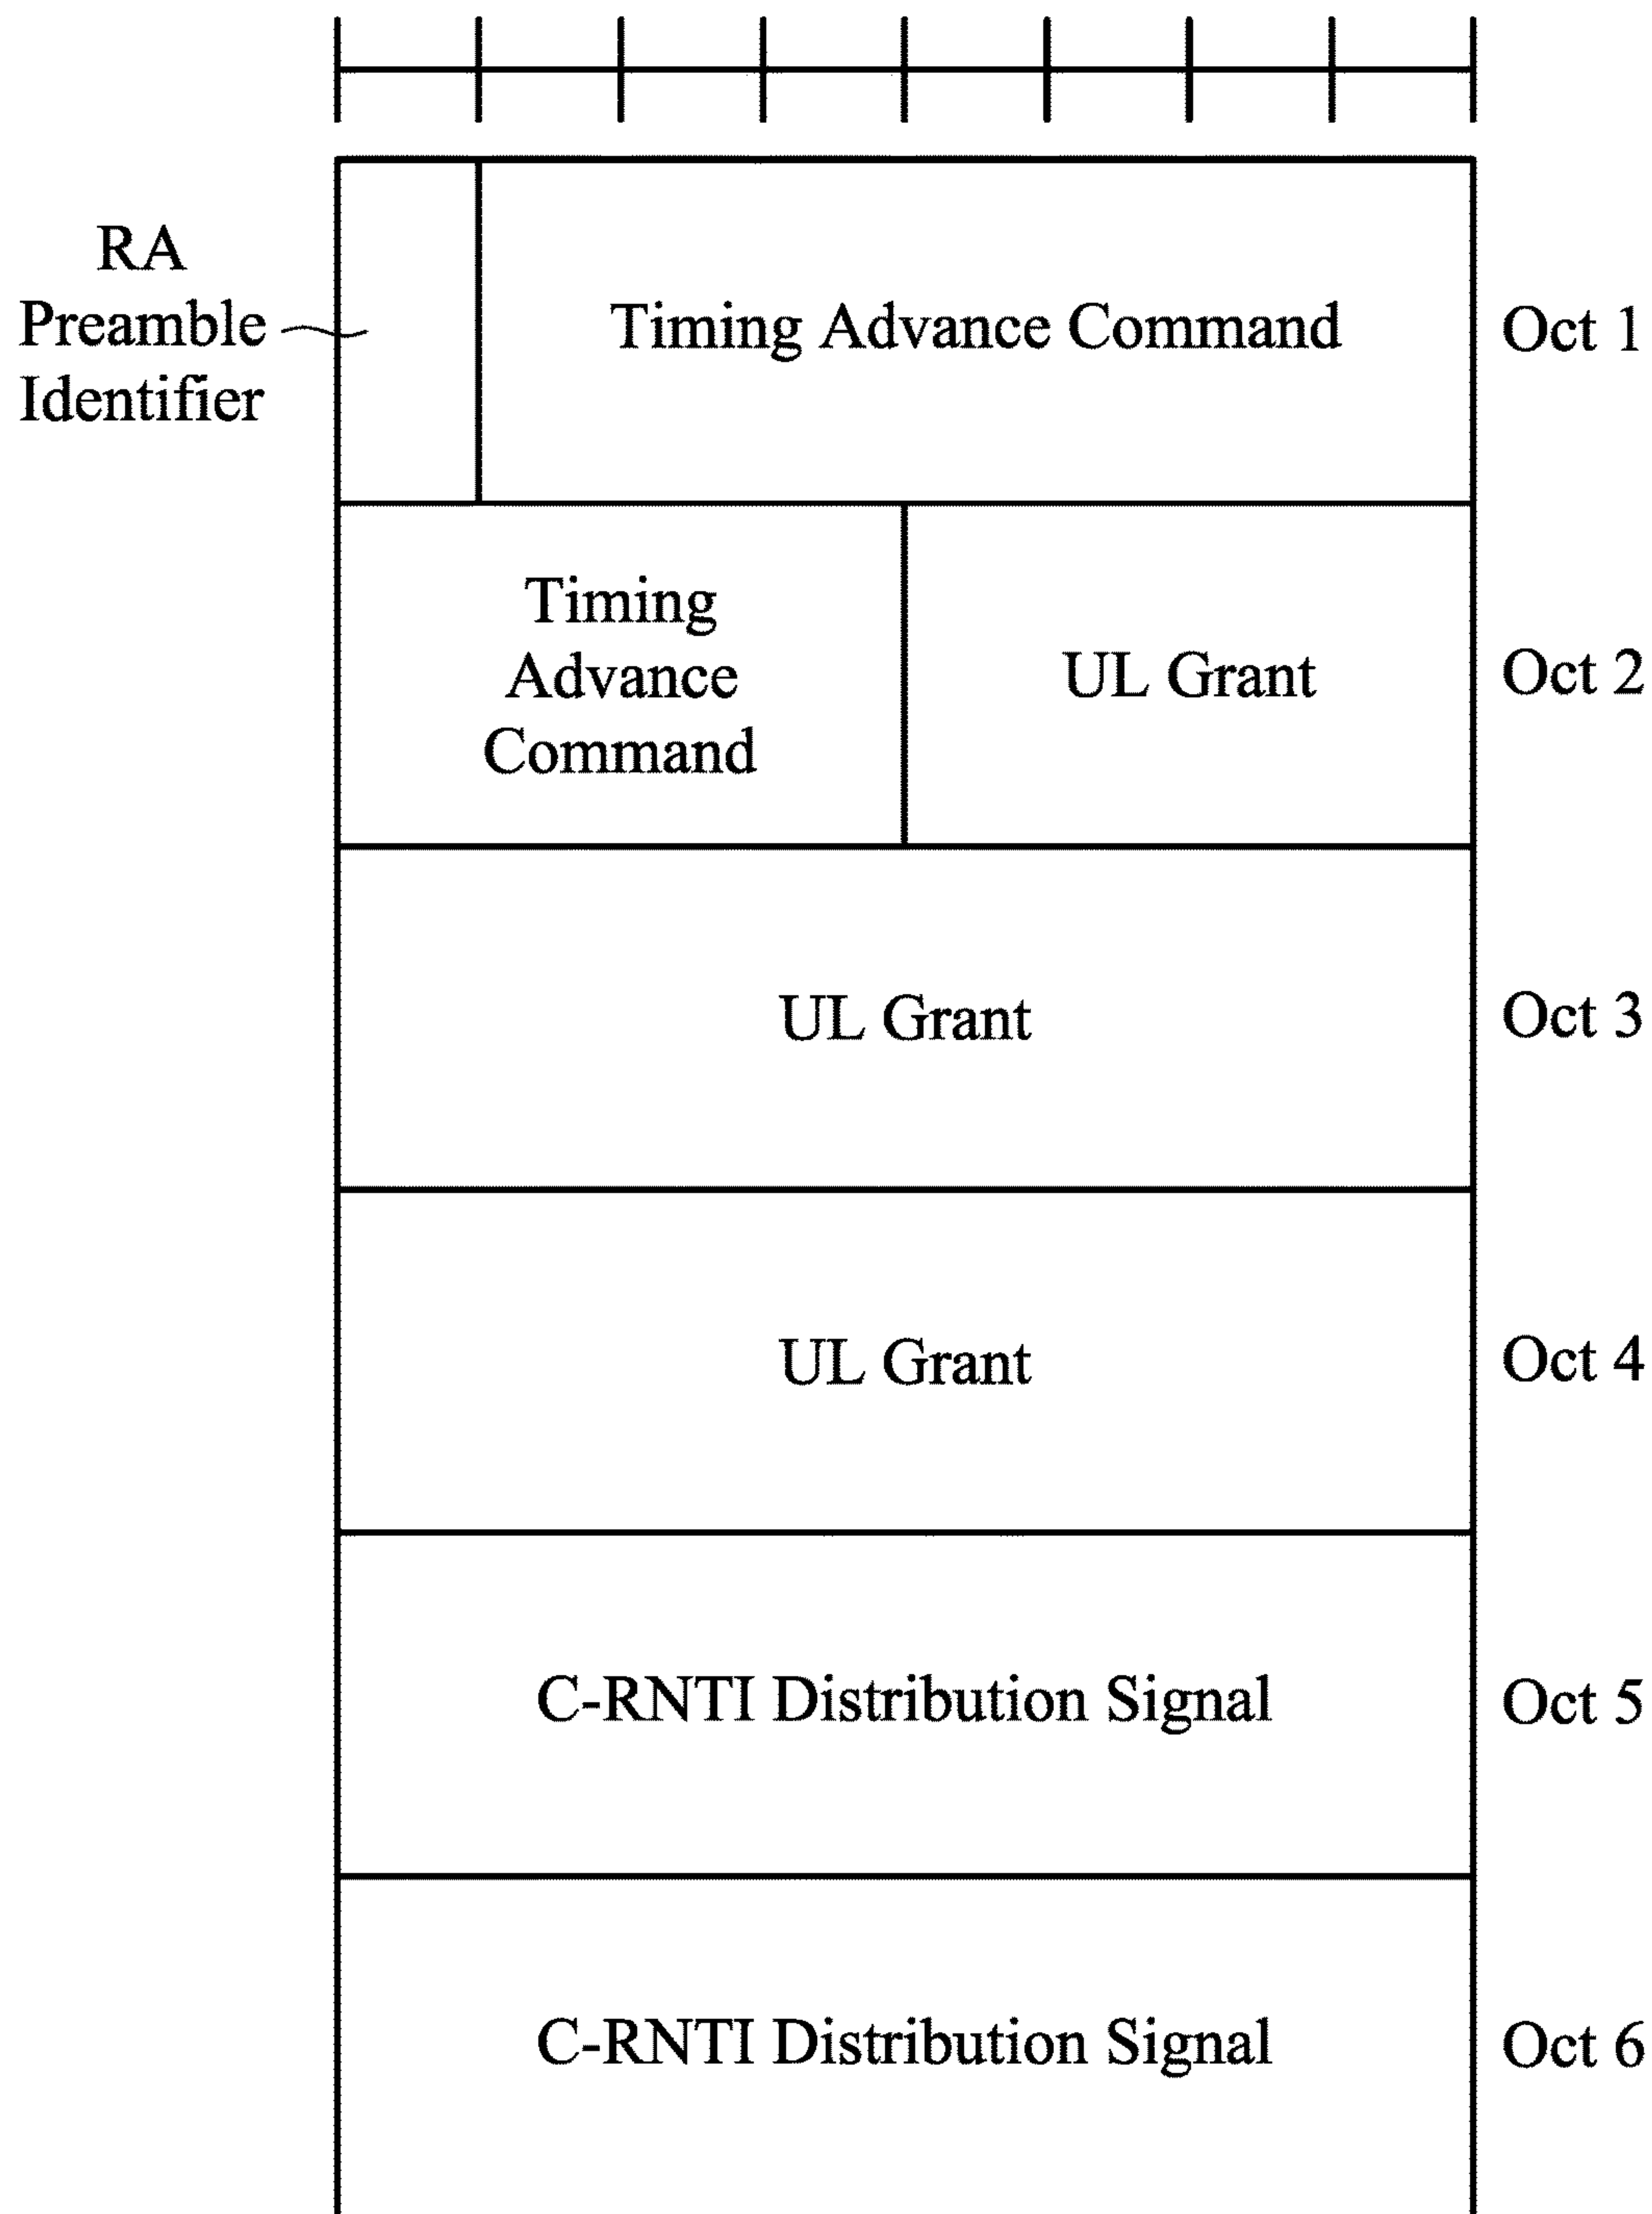 RA
Preamble
Identifier
Timing Advance Command
Oct 1
Timing
Advance
Command
UL Grant
Oct 2
UL Grant
Oct 3
UL Grant
Oct 4
C-RNTI Distribution Signal
Oct 5
C-RNTI Distribution Signal
Oct 6